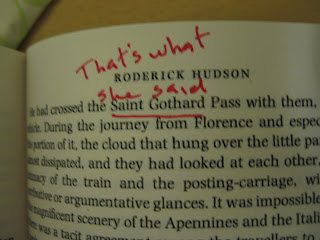 That's what
RODERICK HUDSON
she said
He had crossed the Saint Gothard Pass with them,
During the journey from Florence and espec
portion of it, the cloud that hung over the little pa
dissipated, and they had looked at each other,
of the train and the posting-carriage, wi
or argumentative glances. It was impossible
magnificent scenery of the Apennines and the Itali
was a tacit